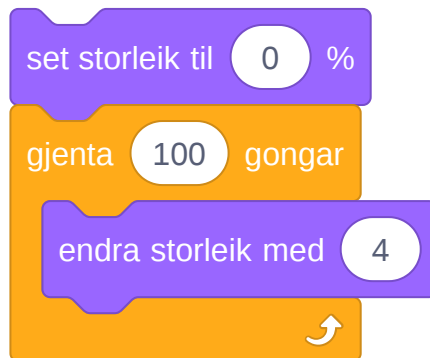 set storleik til 0 %
gjenta 100 gongar
endra storleik med 4